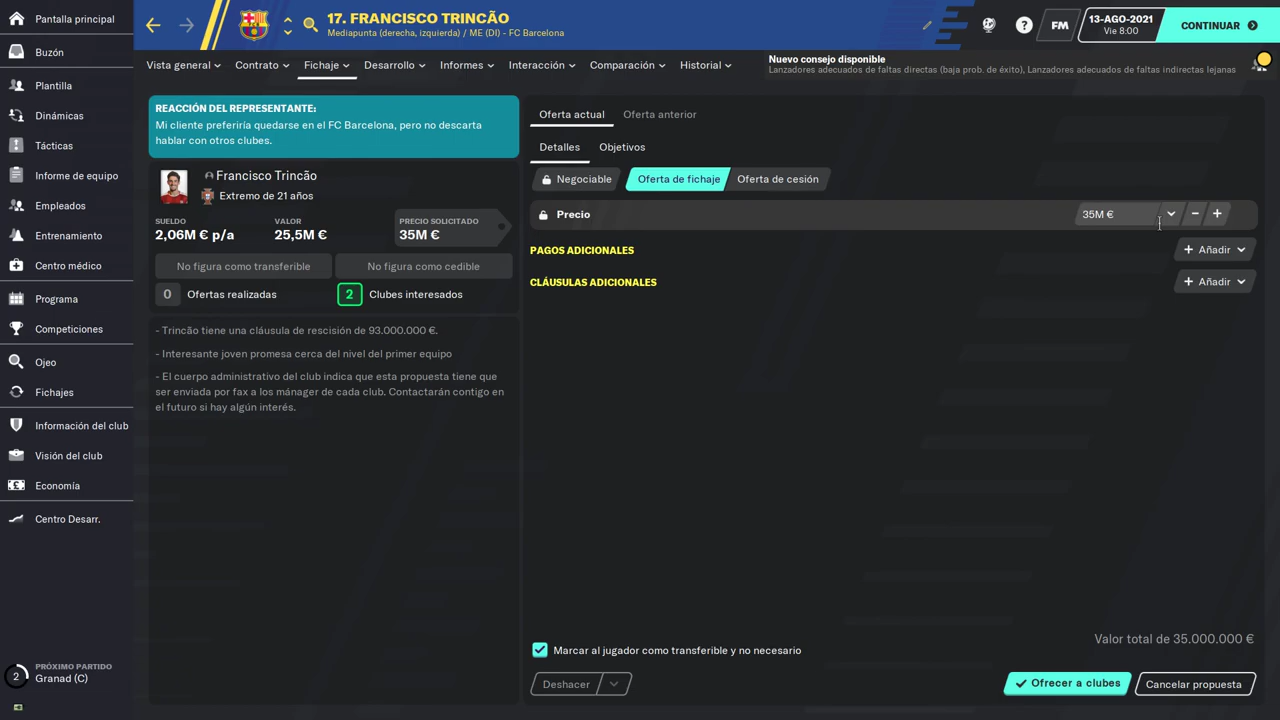 Pantalla principal
Buzón
Plantilla
Dinámicas
Tácticas
Informe de equipo
Empleados
Entrenamiento
Centro médico
Programa
Competiciones
Ojeo
Fichajes
Información del club
Visión del club
Economía
Centro Desarr.
2
PRÓXIMO PARTIDO
Granad (C)
17. FRANCISCO TRINCÃO
Mediapunta (derecha, izquierda) / ME (DI) - FC Barcelona
FM
13-AGO-2021
Vie 8:00
CONTINUAR
Vista general
Contrato
Fichaje
Desarrollo
Informes
Interacción
Comparación
Historial
Nuevo consejo disponible
Lanzadores adecuados de faltas directas (baja prob. de éxito), Lanzadores adecuados de faltas indirectas lejanas
REACCIÓN DEL REPRESENTANTE:
Mi cliente preferiría quedarse en el FC Barcelona, pero no descarta
hablar con otros clubes.
Francisco Trincão
Extremo de 21 años
SUELDO
2,06M € p/a
VALOR
25,5M €
PRECIO SOLICITADO
35M €
No figura como transferible
No figura como cedible
0 Ofertas realizadas
2 Clubes interesados
- Trincão tiene una cláusula de rescisión de 93.000.000 €.
- Interesante joven promesa cerca del nivel del primer equipo
- El cuerpo administrativo del club indica que esta propuesta tiene que
ser enviada por fax a los mánager de cada club. Contactarán contigo en
el futuro si hay algún interés.
Oferta actual
Oferta anterior
Detalles
Objetivos
Negociable
Oferta de fichaje
Oferta de cesión
Precio
35M €
PAGOS ADICIONALES
Añadir
CLÁUSULAS ADICIONALES
Añadir
Valor total de 35.000.000 €
Marcar al jugador como transferible y no necesario
Deshacer
Ofrecer a clubes
Cancelar propuesta